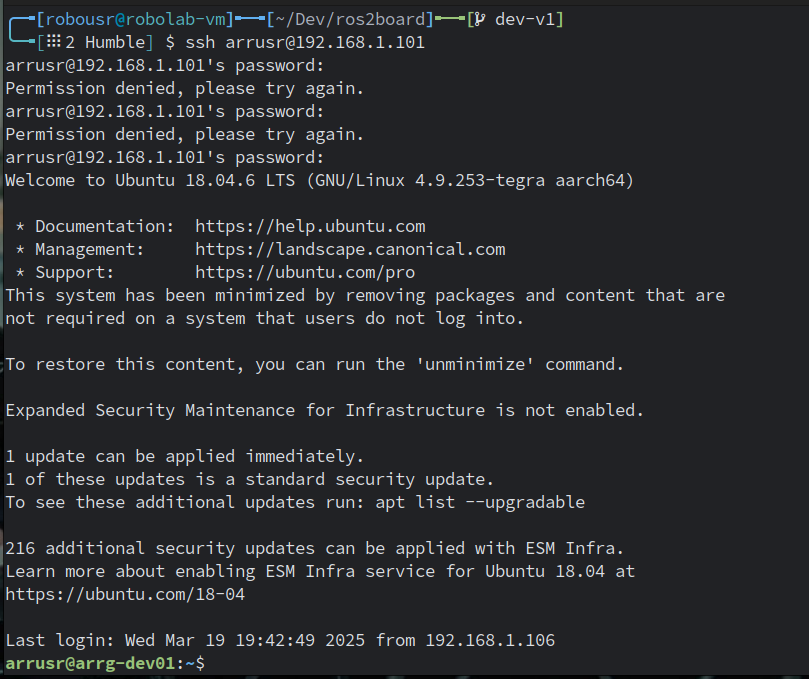 [robousr@robolab-vm]──[~/Dev/ros2board]──[ dev-v1]
[2 Humble] $ ssh arrusr@192.168.1.101
arrusr@192.168.1.101's password:
Permission denied, please try again.
arrusr@192.168.1.101's password:
Permission denied, please try again.
arrusr@192.168.1.101's password:
Welcome to Ubuntu 18.04.6 LTS (GNU/Linux 4.9.253-tegra aarch64)
* Documentation:  https://help.ubuntu.com
* Management:     https://landscape.canonical.com
* Support:        https://ubuntu.com/pro
This system has been minimized by removing packages and content that are
not required on a system that users do not log into.
To restore this content, you can run the 'unminimize' command.
Expanded Security Maintenance for Infrastructure is not enabled.
1 update can be applied immediately.
1 of these updates is a standard security update.
To see these additional updates run: apt list --upgradable
216 additional security updates can be applied with ESM Infra.
Learn more about enabling ESM Infra service for Ubuntu 18.04 at
https://ubuntu.com/18-04
Last login: Wed Mar 19 19:42:49 2025 from 192.168.1.106
arrusr@arrg-dev01:~$